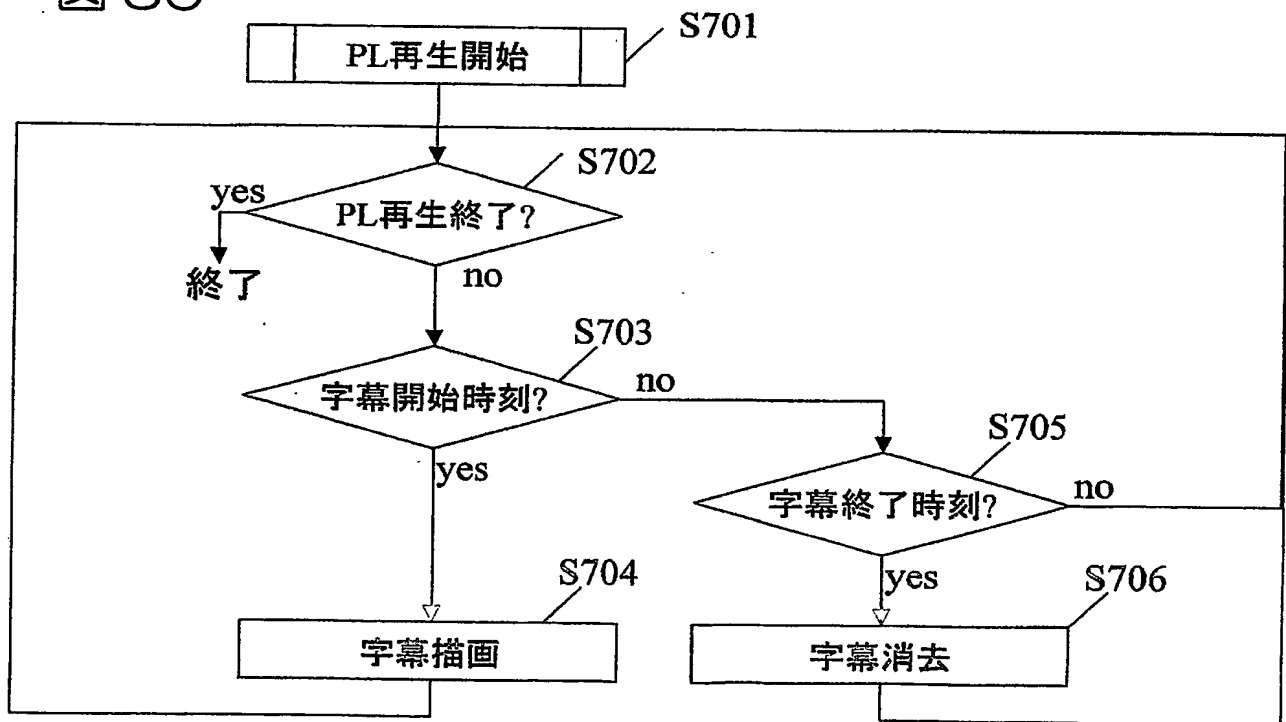 S701
PL再生開始
S702
yes
PL再生終了?
終了
no
S703
字幕開始時刻?
no
S705
yes
字幕終了時刻?
no
S704
yes
S706
字幕描画
字幕消去